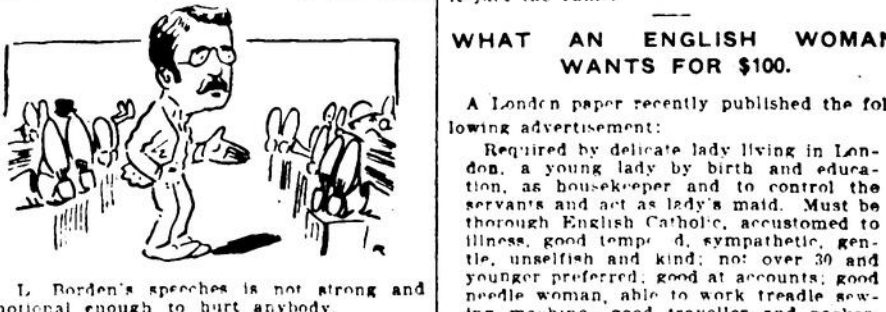 L. Borden's speeches is not strong and
enough to hurt anybody.
WHAT AN ENGLISH WOMAN
WANTS FOR $100.
A London paper recently published the fol
lowing advertisement:
Required by delicate lady living in Lon-
don, a young lady by birth and educa-
tion, as housekeeper and to control the
servants and act as lady's maid. Must be
thorough English Catholic, accustomed to
illness, good sympathetic, gen-
tle, unselfish and kind; not over 30 and
younger preferred; good at accounts; good
needle woman, able to work treadle sew-
good traveller and